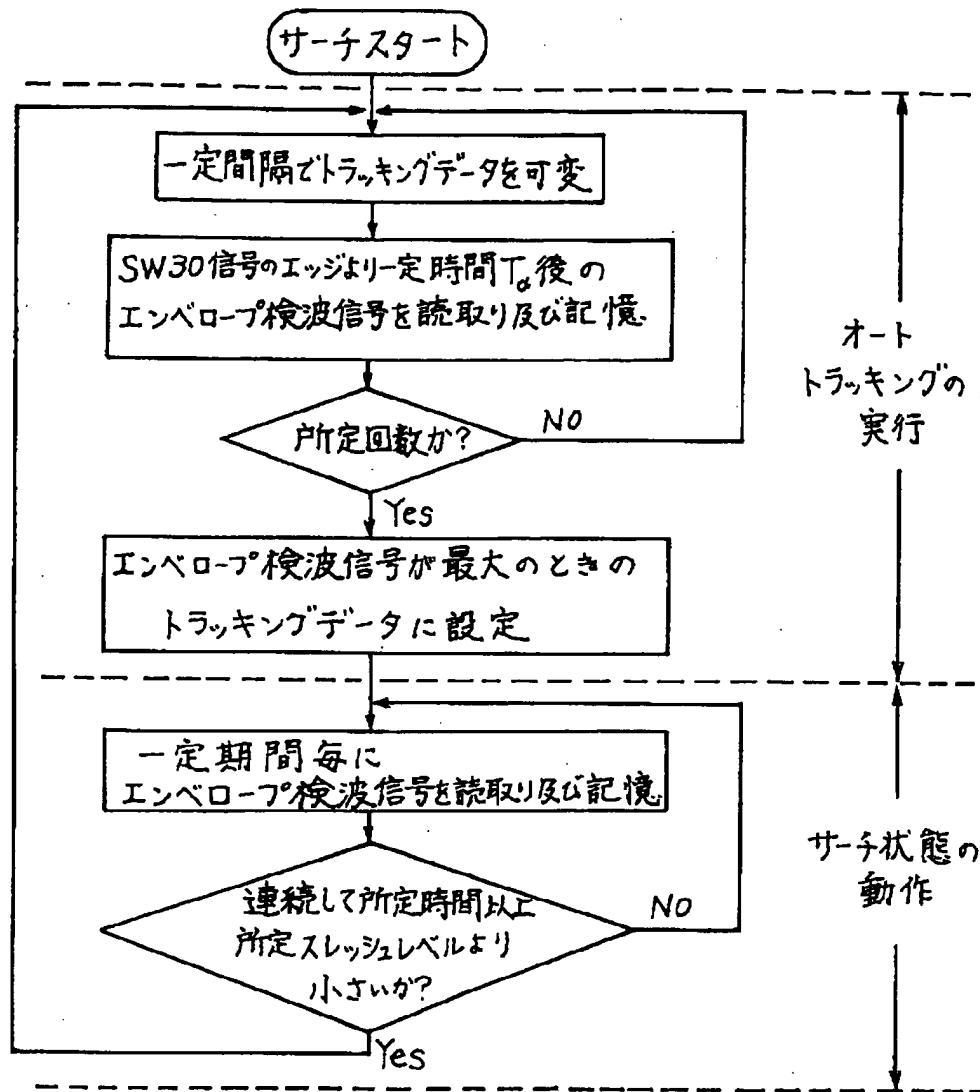 サーチスタート
一定間隔でトラッキングデータを可変
SW30信号のエッジより一定時間Tα後の
エンベロープ検波信号を読取り及び記憶
所定回数か?
NO
Yes
エンベロープ検波信号が最大のときの
トラッキングデータに設定
オート
トラッキングの
実行
一定期間毎に
エンベロープ検波信号を読取り及び記憶
連続して所定時間以上
所定スレッシュレベルより
小さいか?
NO
Yes
サーチ状態の
動作